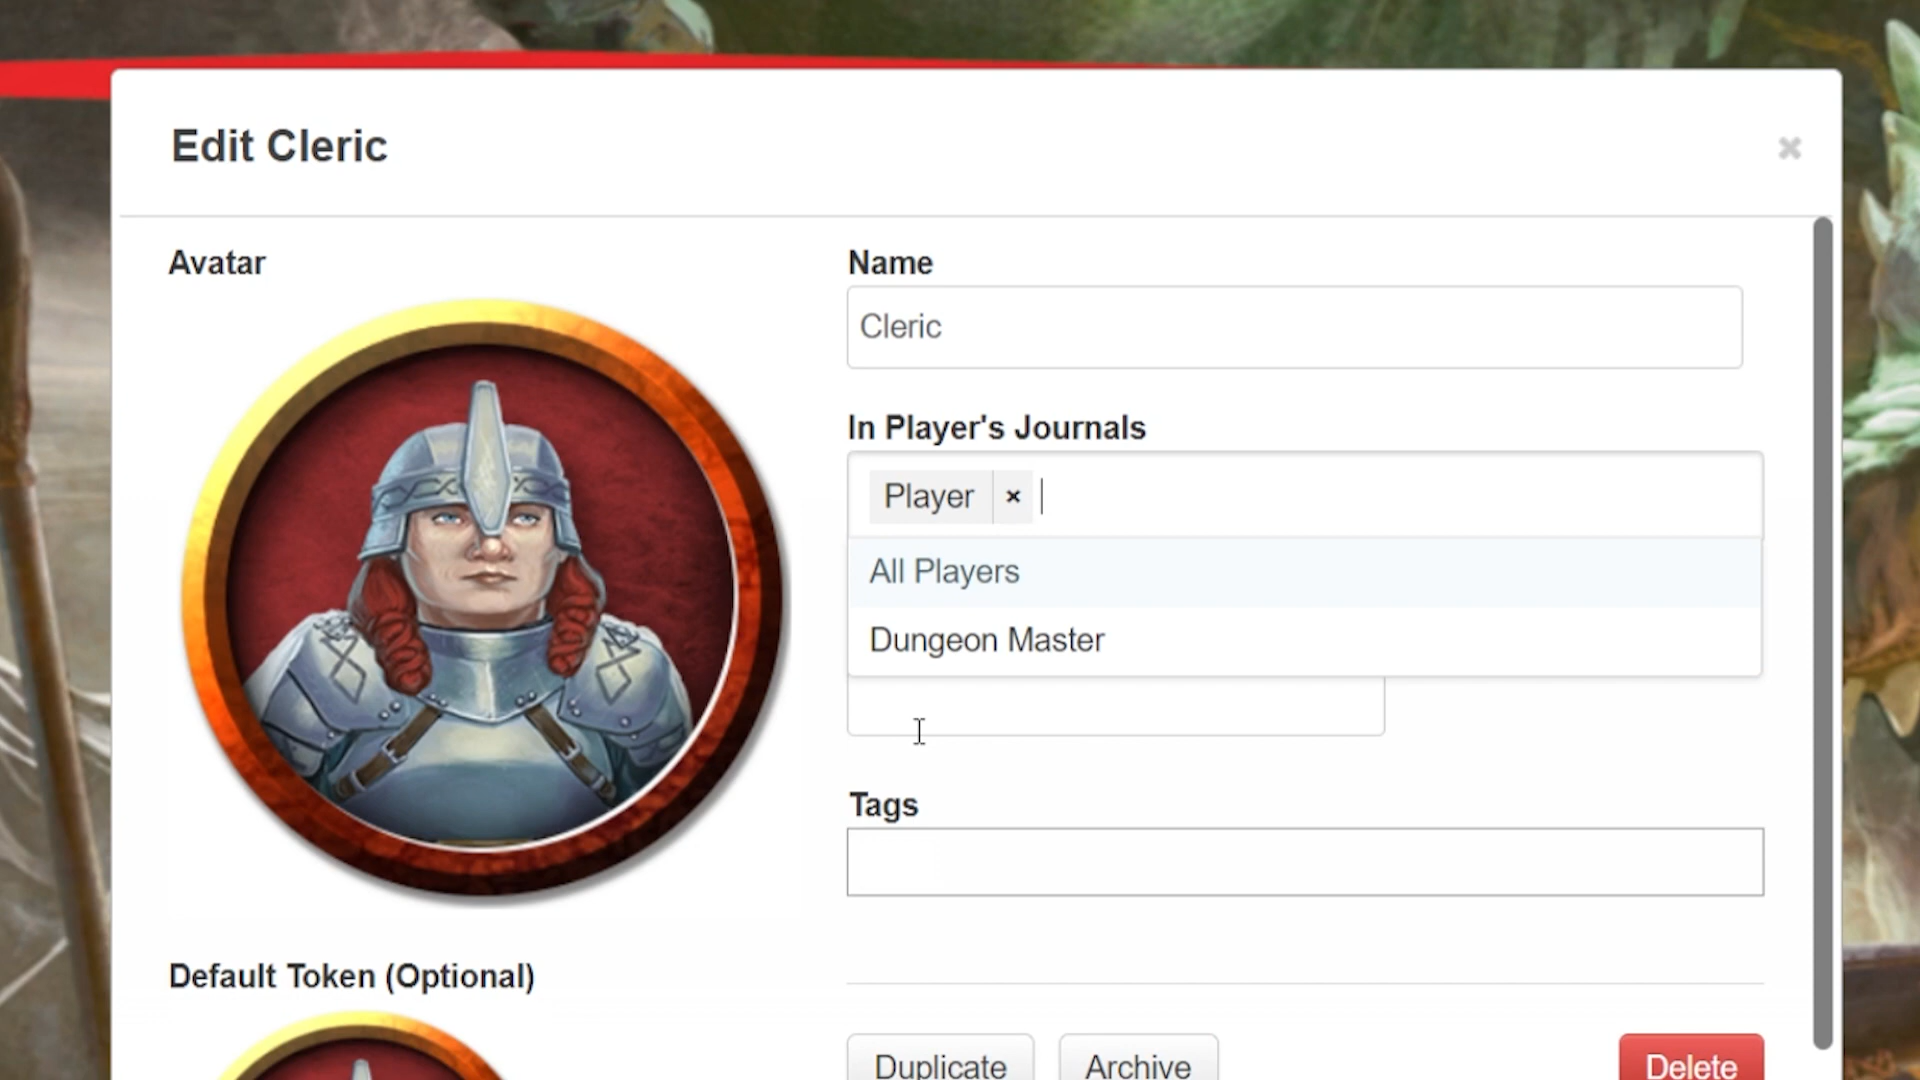 Edit Cleric
×
Avatar
Name
Cleric
In Player's Journals
Player ×
All Players
Dungeon Master
Tags
Default Token (Optional)
Duplicate
Archive
Delete